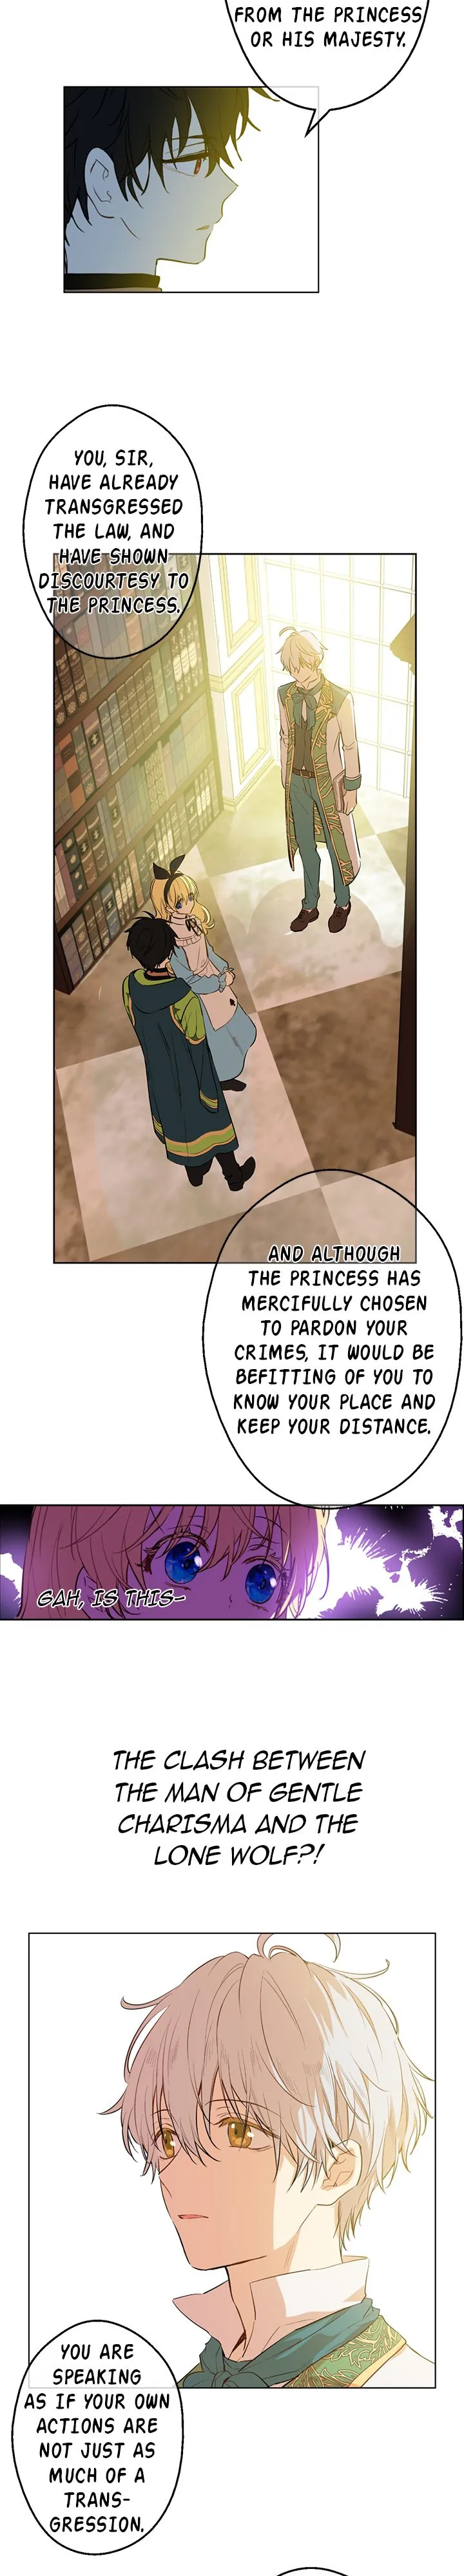 FROM THE PRINCESS
OR HIS MAJESTY.
YOU, SIR,
HAVE ALREADY
TRANSGRESSED
THE LAW, AND
HAVE SHOWN
DISCOURTESY TO
THE PRINCESS.
AND ALTHOUGH
THE PRINCESS HAS
MERCIFULLY CHOSEN
TO PARDON YOUR
CRIMES, IT WOULD BE
BEFITTING OF YOU TO
KNOW YOUR PLACE AND
KEEP YOUR DISTANCE.
GAH, IS THIS-
THE CLASH BETWEEN
THE MAN OF GENTLE
CHARISMA AND THE
LONE WOLF?!
YOU ARE
SPEAKING
AS IF YOUR OWN
ACTIONS ARE
NOT JUST AS
MUCH OF A
TRANS-
GRESSION.